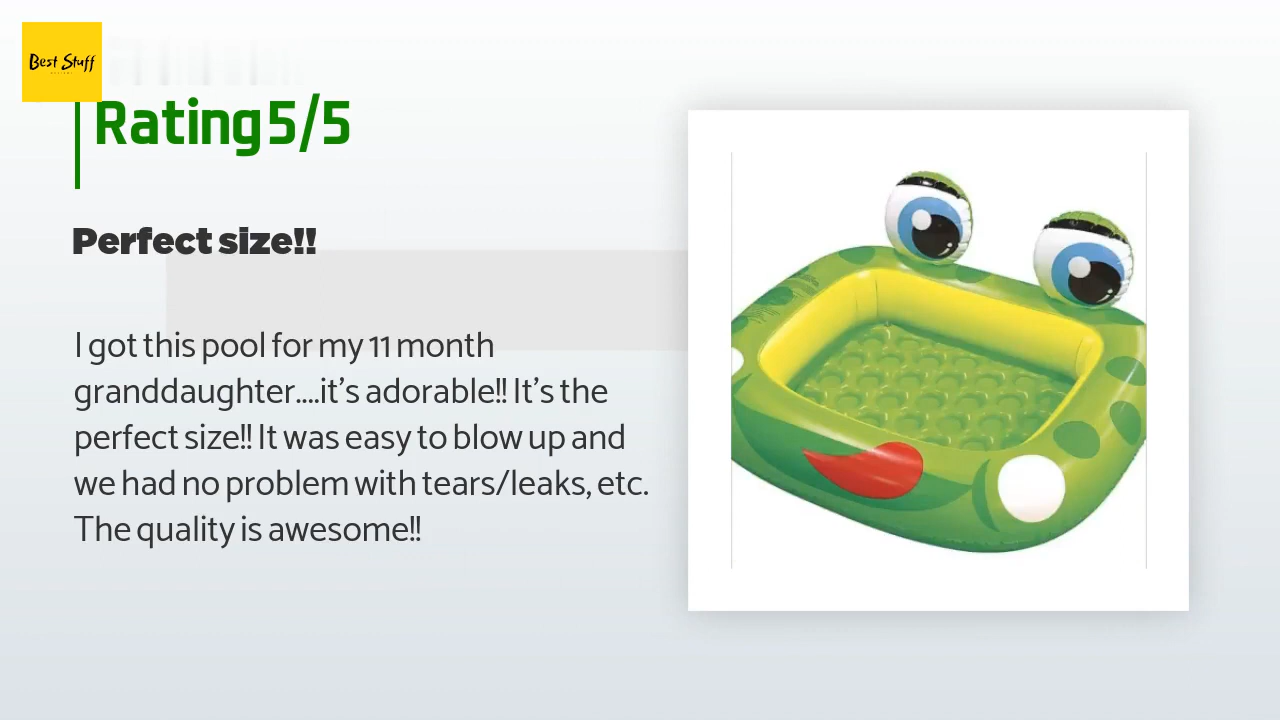 Best Stuff
Rating 5/5
Perfect size!!
I got this pool for my 11 month
granddaughter....it's adorable!! It's the
perfect size!! It was easy to blow up and
we had no problem with tears/leaks, etc.
The quality is awesome!!